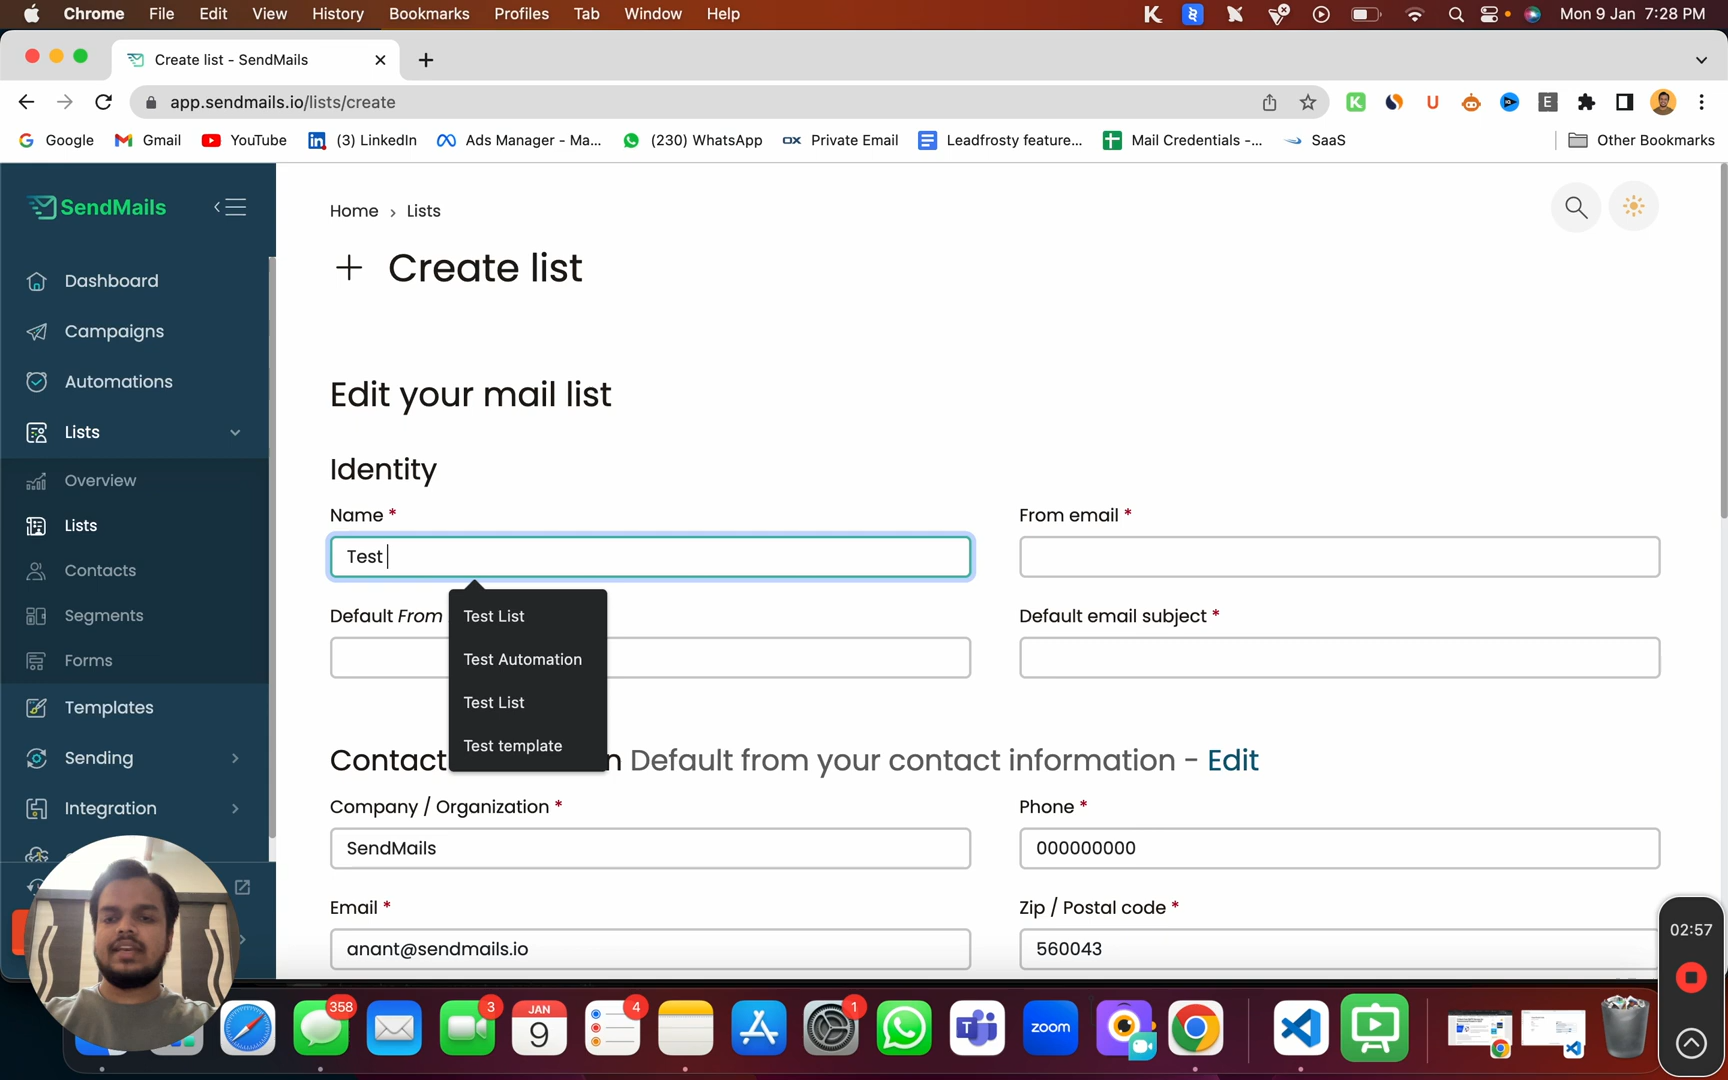 Chrome File Edit View History Bookmarks Profiles Tab Window Help Mon 9 Jan 7:28 PM
Create list - SendMails
app.sendmails.io/lists/create
Google Gmail YouTube (3) LinkedIn Ads Manager - Ma... (230) WhatsApp Private Email Leadfrosty feature... Mail Credentials -... SaaS Other Bookmarks
SendMails
Dashboard
Campaigns
Automations
Lists
Overview
Lists
Contacts
Segments
Forms
Templates
Sending
Integration
Home › Lists
+ Create list
Edit your mail list
Identity
Name *
Test
From email *
Default From
Default email subject *
Test List
Test Automation
Test List
Test template
Contact n Default from your contact information - Edit
Company / Organization *
SendMails
Phone *
000000000
Email *
anant@sendmails.io
Zip / Postal code *
560043
02:57
358
3
JAN
9
4
1
zoom